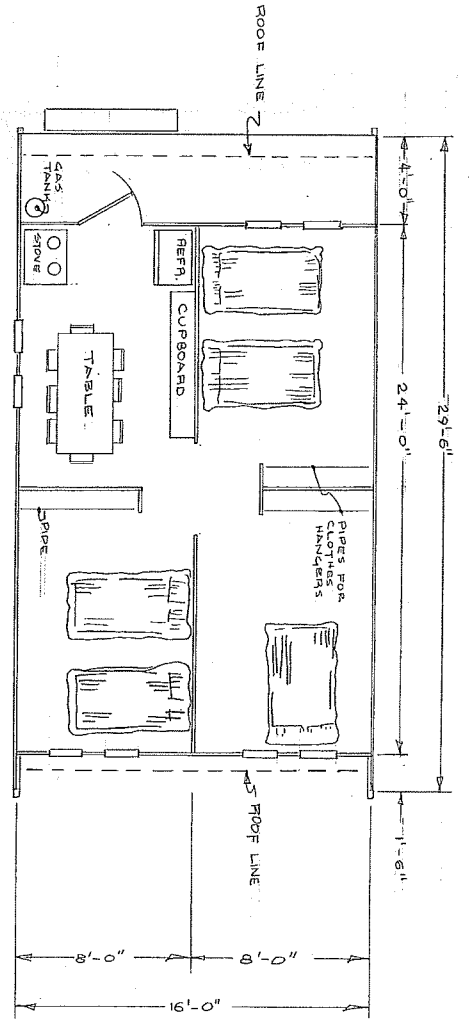 ROOF LINE
4'-0"
24'-0"
29'-6"
1'-6"
GAS
TANK
STOVE
REFR.
CUPBOARD
TABLE
PIPES FOR
CLOTHES
HANGERS
PIPE
ROOF LINE
8'-0"
8'-0"
16'-0"